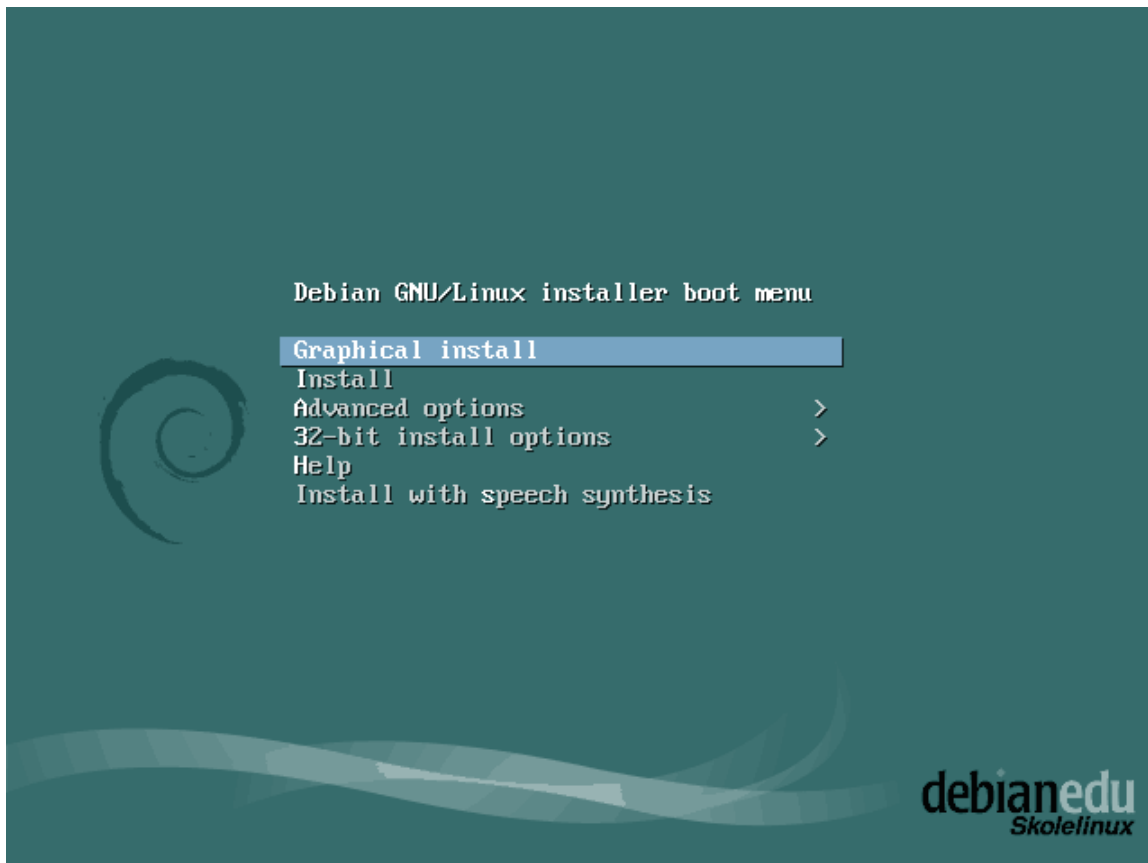 Debian GNU/Linux installer boot menu
Graphical install
Install
Advanced options >
32-bit install options >
Help
Install with speech synthesis
debianedu
Skolelinux